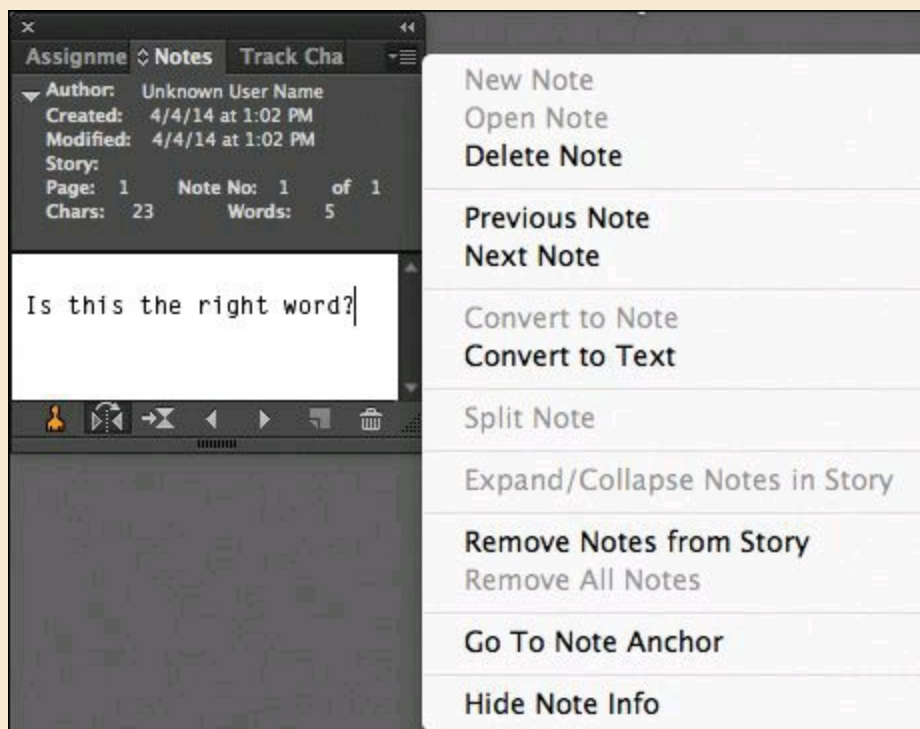 Assignme Notes Track Cha
Author: Unknown User Name
Created: 4/4/14 at 1:02 PM
Modified: 4/4/14 at 1:02 PM
Story:
Page: 1 Note No: 1 of 1
Chars: 23 Words: 5
Is this the right word?
New Note
Open Note
Delete Note
Previous Note
Next Note
Convert to Note
Convert to Text
Split Note
Expand/Collapse Notes in Story
Remove Notes from Story
Remove All Notes
Go To Note Anchor
Hide Note Info